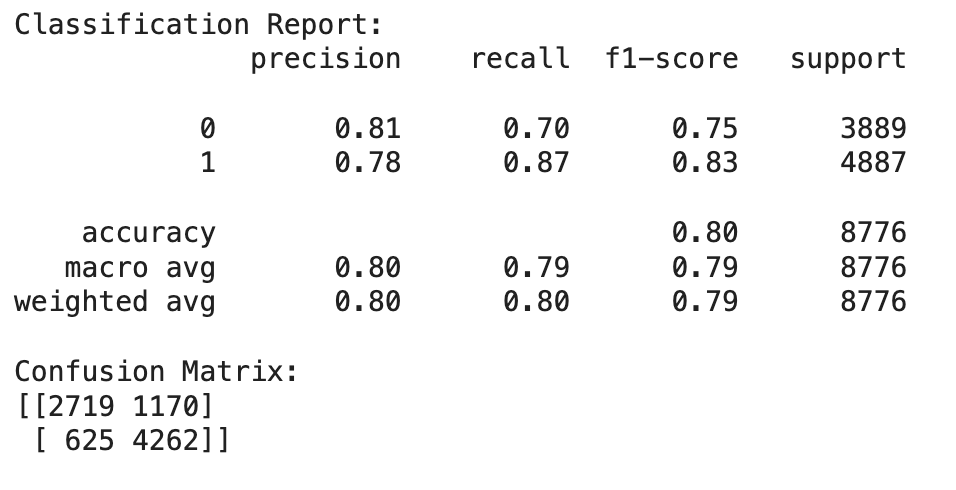 Classification Report:
precision recall f1-score support
0 0.81 0.70 0.75 3889
1 0.78 0.87 0.83 4887
accuracy 0.80 8776
macro avg 0.80 0.79 0.79 8776
weighted avg 0.80 0.80 0.79 8776
Confusion Matrix:
[[2719 1170]
[ 625 4262]]